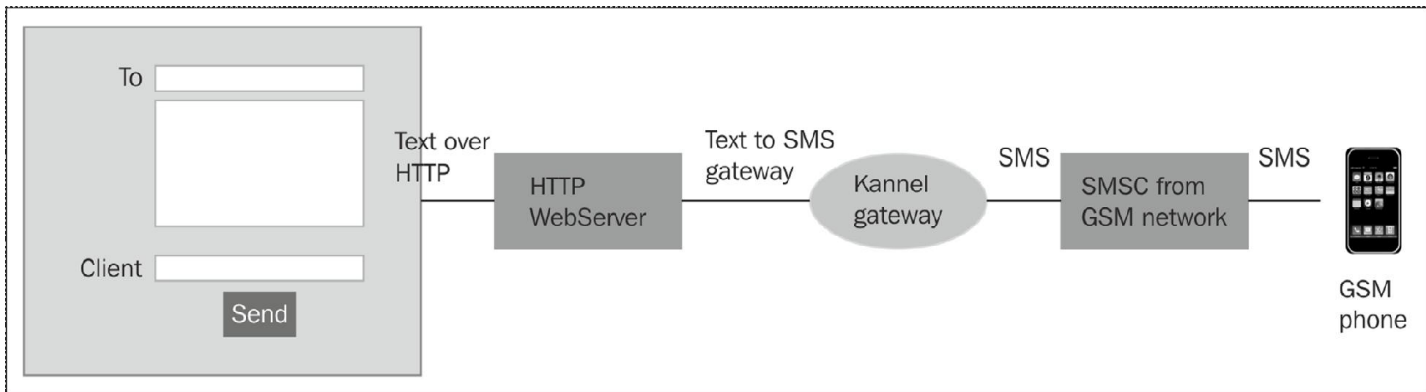 To
Client
Send
Text over
HTTP
HTTP
WebServer
Text to SMS
gateway
Kannel
gateway
SMS
SMSC from
GSM network
SMS
GSM
phone